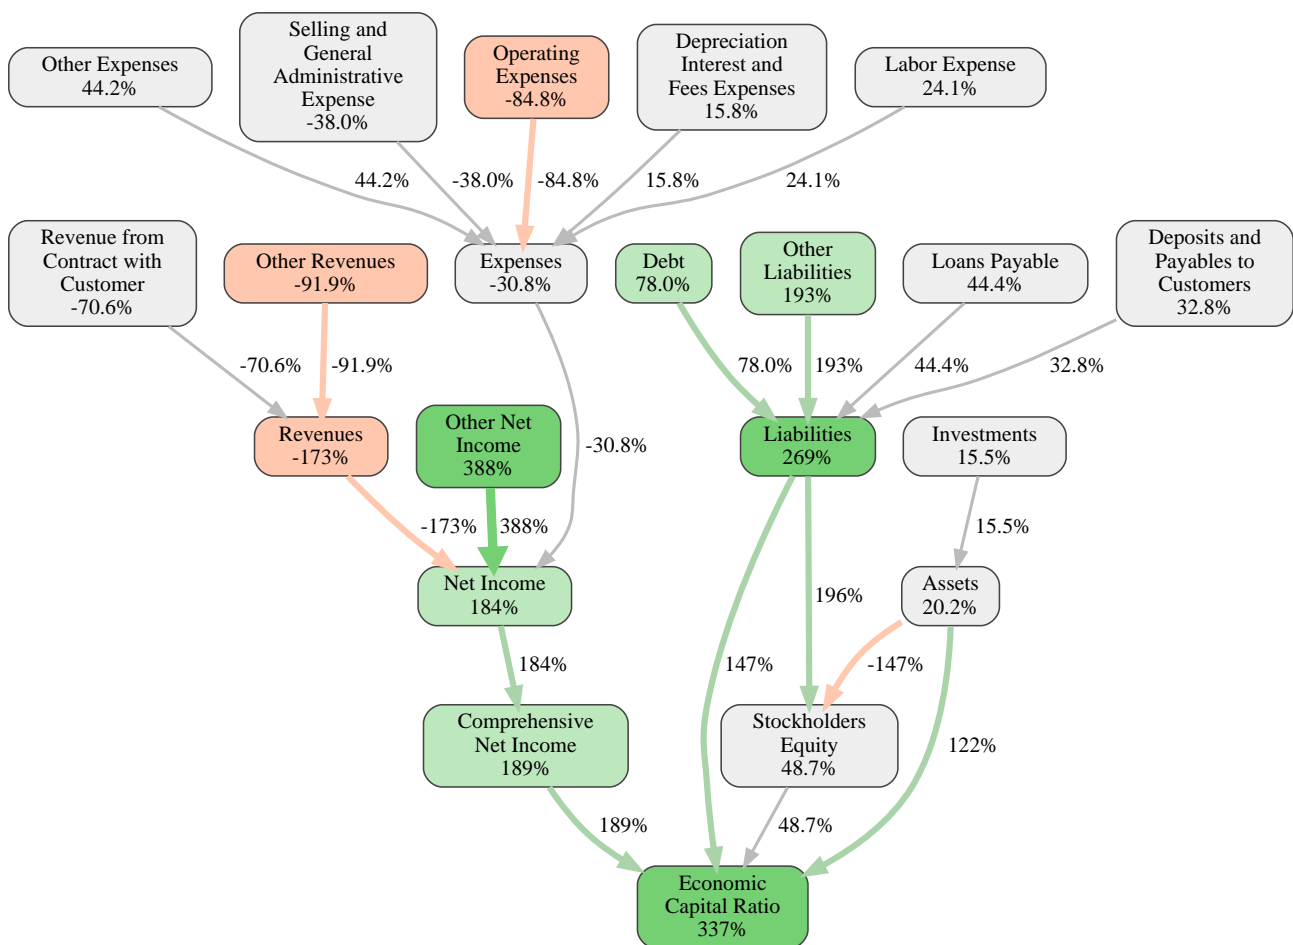 Other Expenses
44.2%
Selling and
General
Administrative
Expense
-38.0%
Operating
Expenses
-84.8%
Depreciation
Interest and
Fees Expenses
15.8%
Labor Expense
24.1%
44.2%
-38.0%
-84.8%
15.8%
24.1%
Revenue from
Contract with
Customer
-70.6%
Other Revenues
-91.9%
Expenses
-30.8%
Debt
78.0%
Other
Liabilities
193%
Loans Payable
44.4%
Deposits and
Payables to
Customers
32.8%
-70.6%
-91.9%
78.0%
193%
44.4%
32.8%
Revenues
-173%
Other Net
Income
388%
-30.8%
Liabilities
269%
Investments
15.5%
-173%
388%
15.5%
Net Income
184%
196%
Assets
20.2%
184%
147%
-147%
122%
Comprehensive
Net Income
189%
Stockholders
Equity
48.7%
189%
48.7%
Economic
Capital Ratio
337%